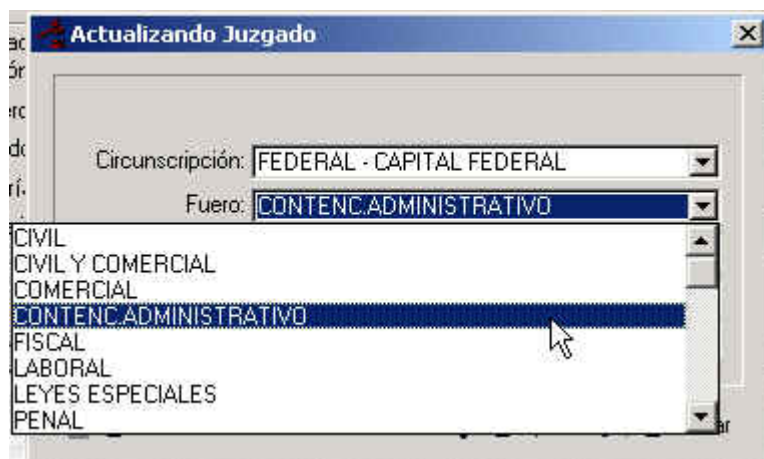 Actualizando Juzgado
Circunscripción: FEDERAL - CAPITAL FEDERAL
Fuero: CONTENC.ADMINISTRATIVO
CIVIL
CIVIL Y COMERCIAL
COMERCIAL
CONTENC.ADMINISTRATIVO
FISCAL
LABORAL
LEYES ESPECIALES
PENAL